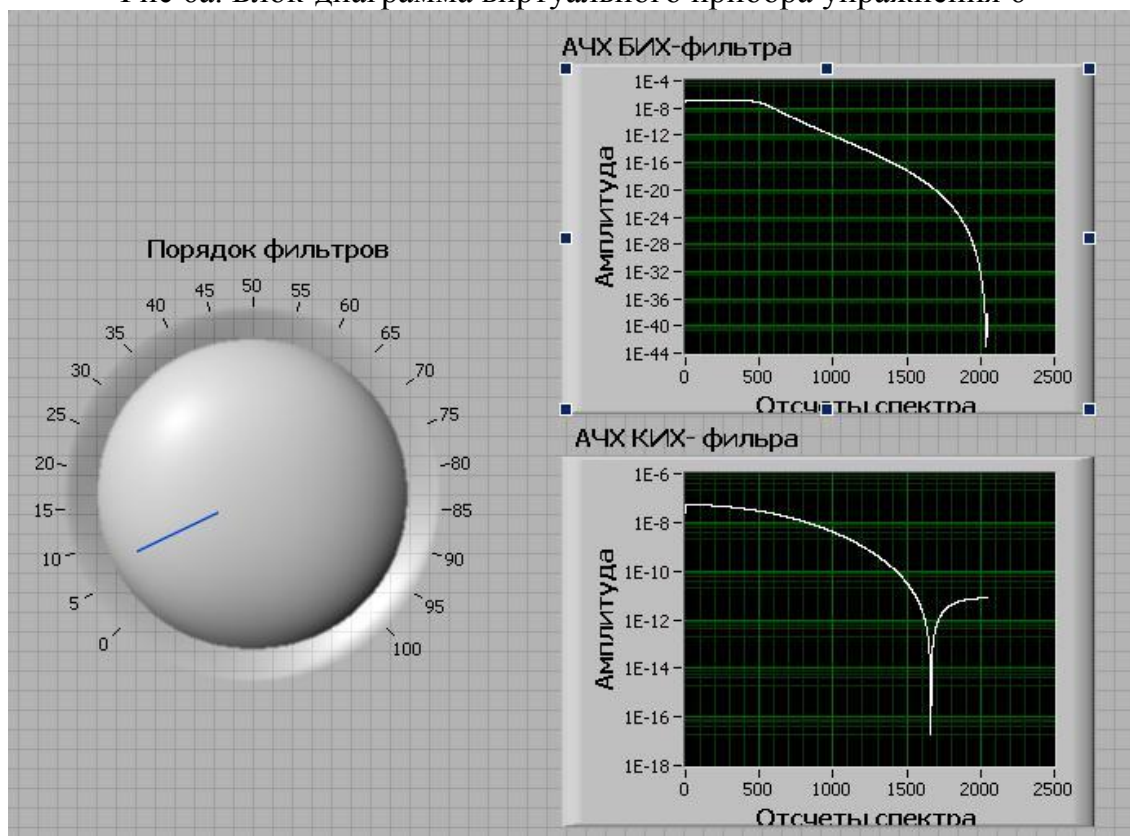 Рис 6а. Блок-диаграмма виртуального прибора упражнения 6
АЧХ БИХ-фильтра
Амплитуда
1E-4
1E-8
1E-12
1E-16
1E-20
1E-24
1E-28
1E-32
1E-36
1E-40
1E-44
0 500 1000 1500 2000 2500
Отсчеты спектра
Порядок фильтров
0
5
10
15
20
25
30
35
40
45
50
55
60
65
70
75
80
85
90
95
100
АЧХ КИХ- фильра
Амплитуда
1E-6
1E-8
1E-10
1E-12
1E-14
1E-16
1E-18
0 500 1000 1500 2000 2500
Отсчеты спектра